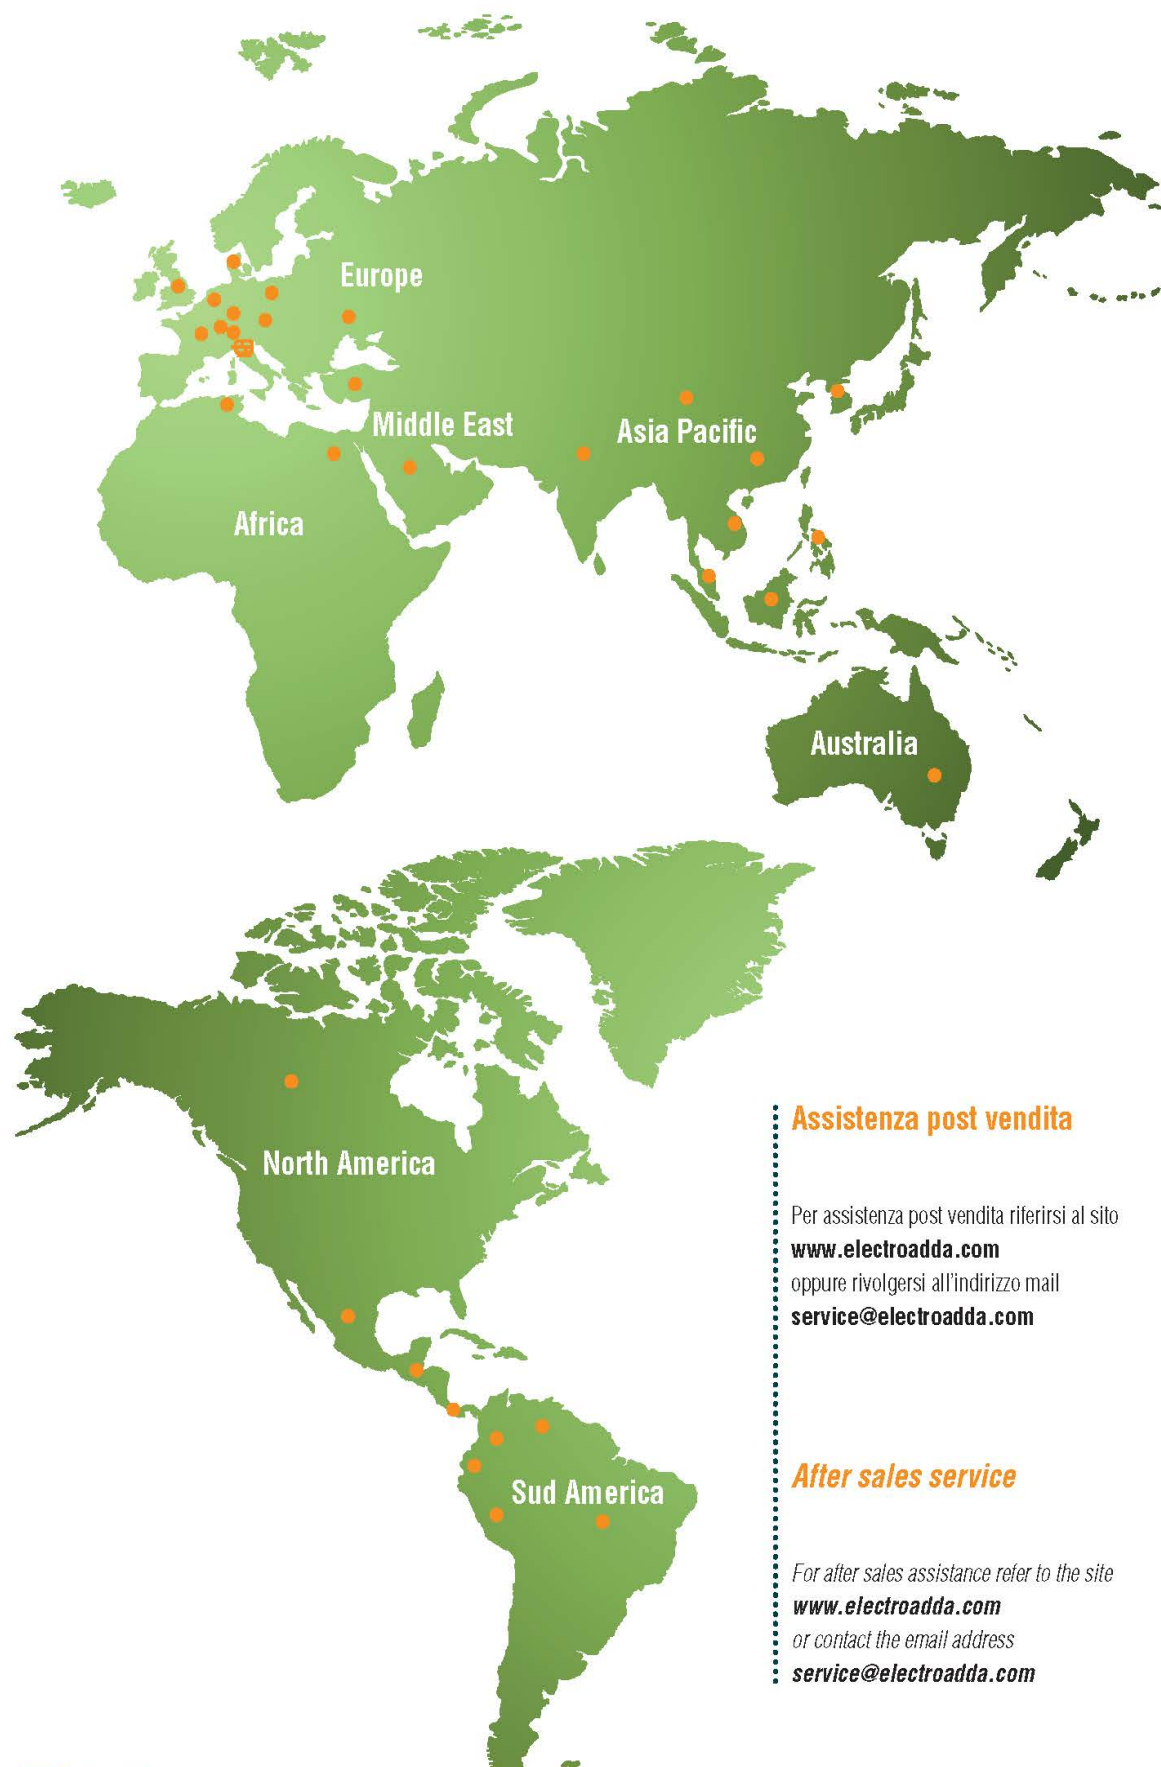 Europe
Middle East
Asia Pacific
Africa
Australia
North America
Sud America
Assistenza post vendita
Per assistenza post vendita riferirsi al sito
www.electroadda.com
oppure rivolgersi all'indirizzo mail
service@electroadda.com
After sales service
For after sales assistance refer to the site
www.electroadda.com
or contact the email address
service@electroadda.com